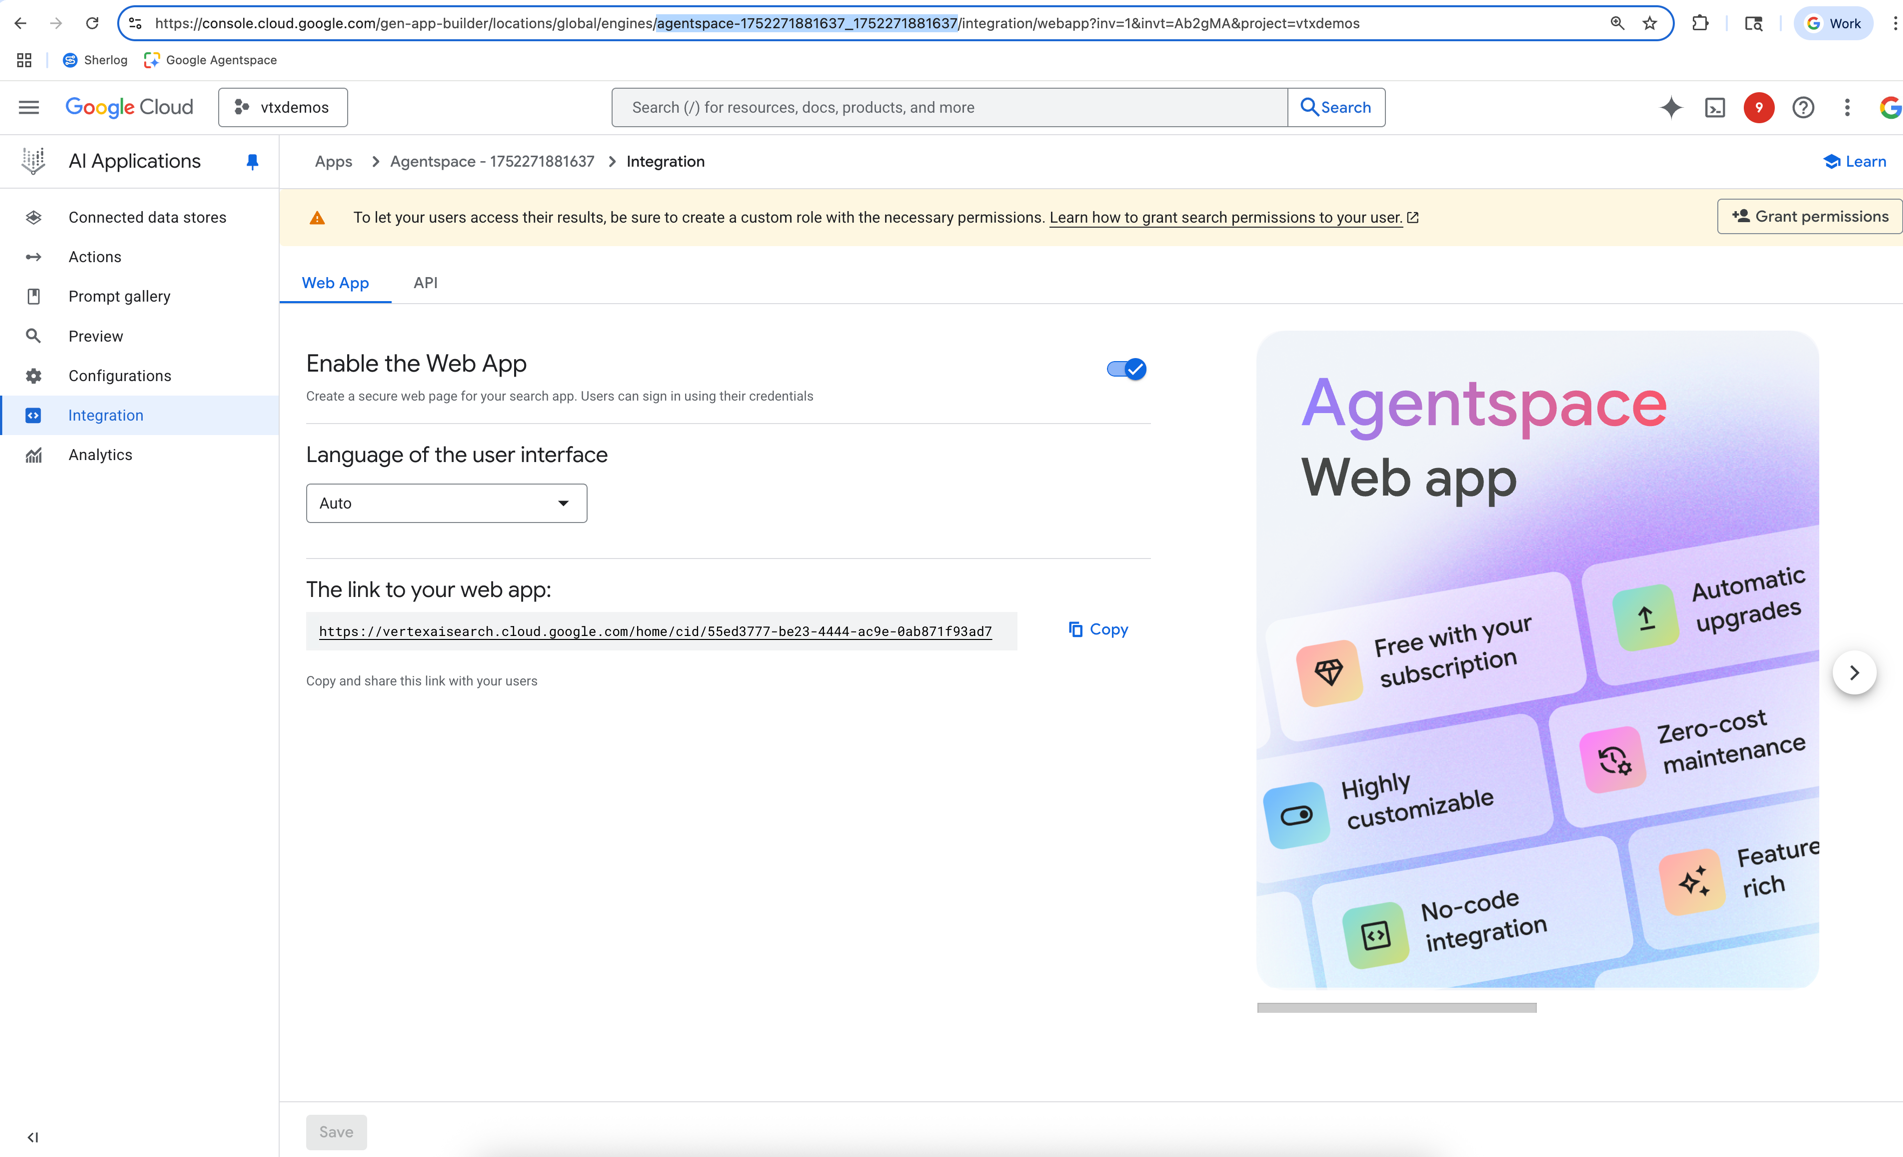 https://console.cloud.google.com/gen-app-builder/locations/global/engines/agentspace-1752271881637_1752271881637/integration/webapp?inv=1&invt=Ab2gMA&project=vtxdemos
Work
Sherlog
Google Agentspace
Google Cloud
vtxdemos
Search (/) for resources, docs, products, and more
Search
9
AI Applications
Apps
Agentspace - 1752271881637
Integration
Learn
Connected data stores
Actions
Prompt gallery
Preview
Configurations
Integration
Analytics
To let your users access their results, be sure to create a custom role with the necessary permissions. Learn how to grant search permissions to your user.
Grant permissions
Web App
API
Enable the Web App
Create a secure web page for your search app. Users can sign in using their credentials
Language of the user interface
Auto
The link to your web app:
https://vertexaisearch.cloud.google.com/home/cid/55ed3777-be23-4444-ac9e-0ab871f93ad7
Copy
Copy and share this link with your users
Agentspace
Web app
Free with your
subscription
Automatic
upgrades
Highly
customizable
Zero-cost
maintenance
No-code
integration
Feature
rich
Save